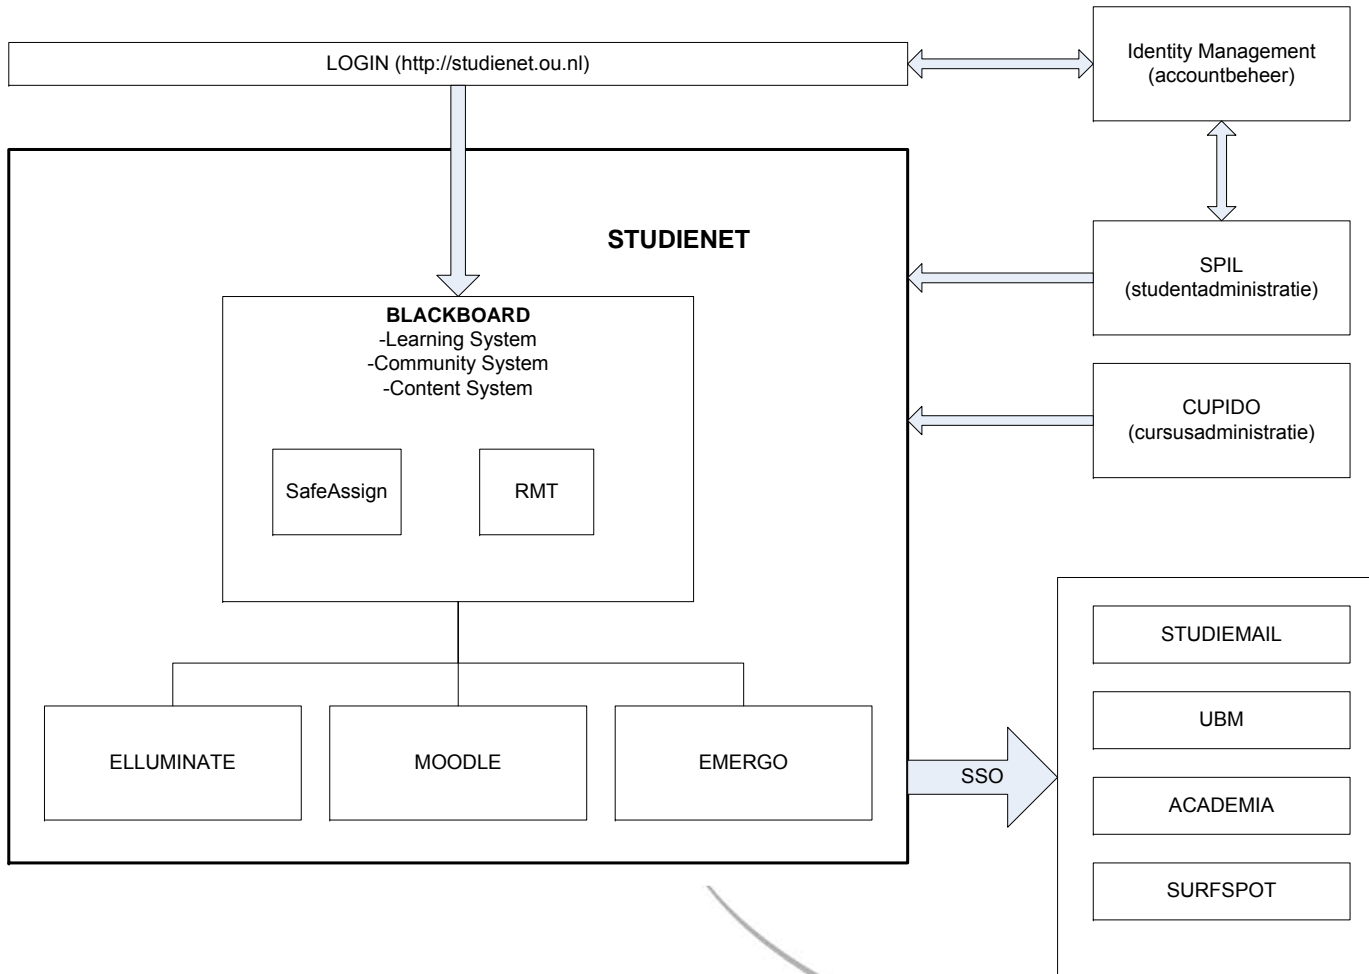 LOGIN (http://studienet.ou.nl)
Identity Management
(accountbeheer)
STUDIENET
SPIL
(studentadministratie)
BLACKBOARD
-Learning System
-Community System
-Content System
CUPIDO
(cursusadministratie)
SafeAssign
RMT
STUDIEMAIL
UBM
ELLUMINATE
MOODLE
EMERGO
SSO
ACADEMIA
SURFSPOT